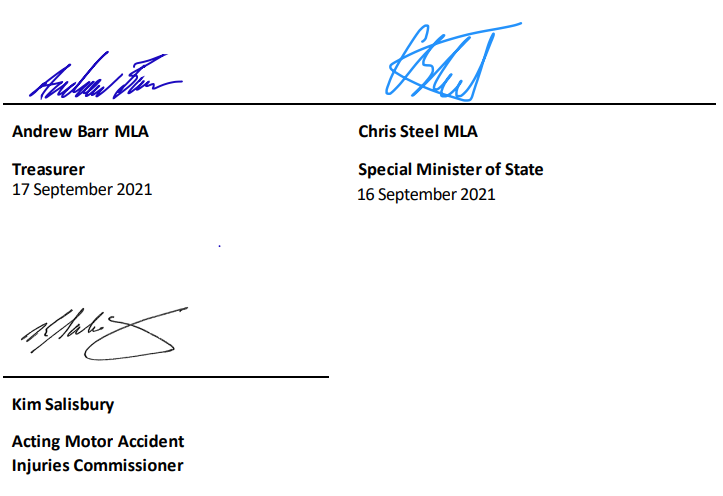 Andrew Barr MLA
Chris Steel MLA
Treasurer
Special Minister of State
17 September 2021
16 September 2021
Kim Salisbury
Acting Motor Accident
Injuries Commissioner